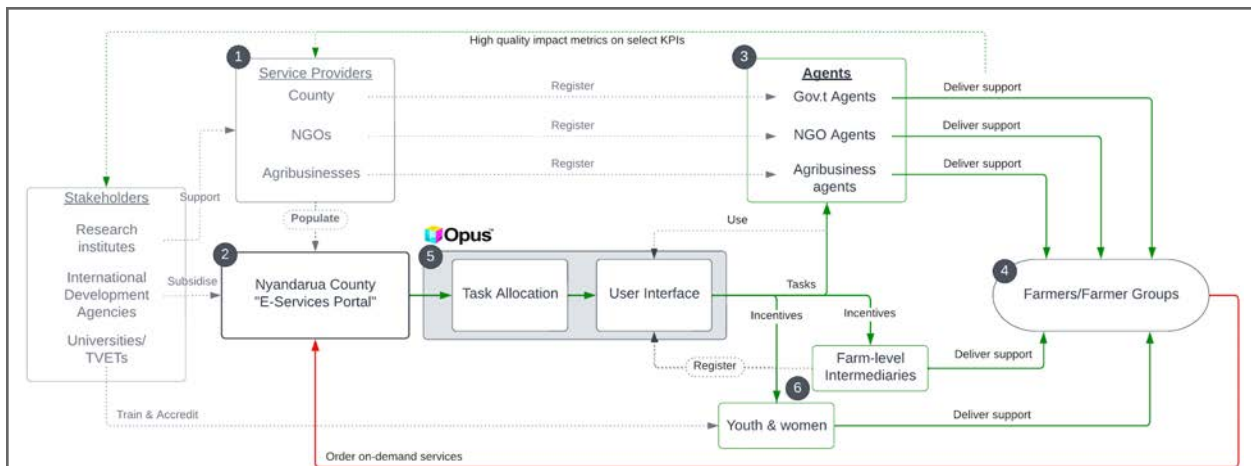 High quality impact metrics on select KPIs
1
Service Providers
County
NGOs
Agribusinesses
Register
Register
Register
3
Agents
Gov.t Agents
NGO Agents
Agribusiness
agents
Deliver support
Deliver support
Deliver support
Stakeholders
Research
institutes
International
Development
Agencies
Universities/
TVETs
Support
Subsidise
Populate
2
Nyandarua County
"E-Services Portal"
Opus™
5
Task Allocation
User Interface
Use
Tasks
Incentives
Incentives
4
Farmers/Farmer Groups
Register
Farm-level
Intermediaries
Deliver support
6
Youth & women
Deliver support
Train & Accredit
Order on-demand services